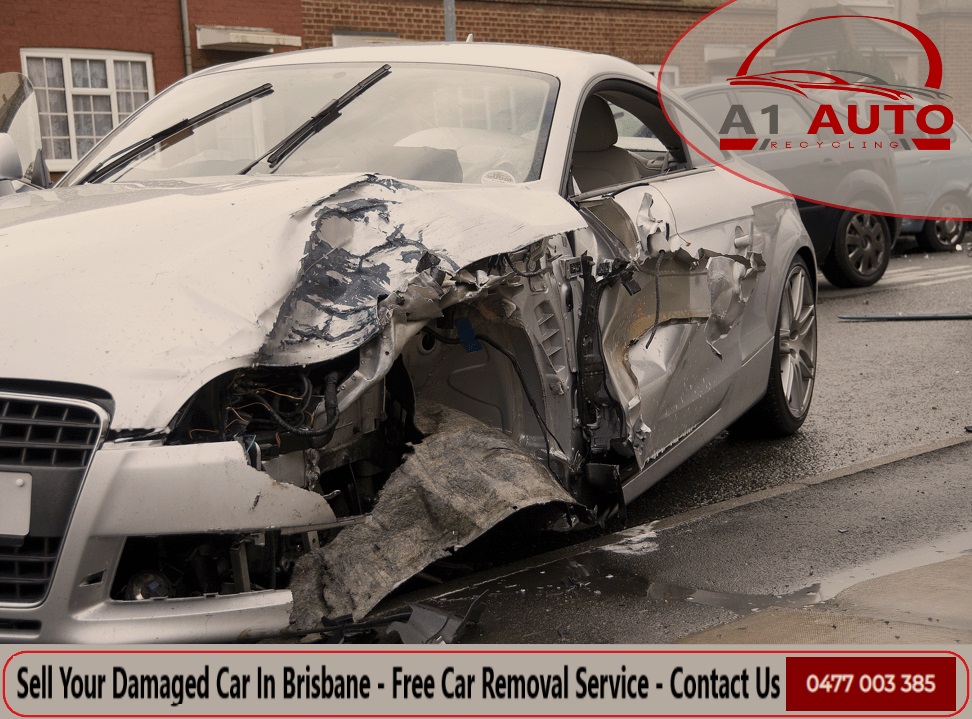 A1 AUTO
RECYCLING
Sell Your Damaged Car In Brisbane - Free Car Removal Service - Contact Us 0477 003 385